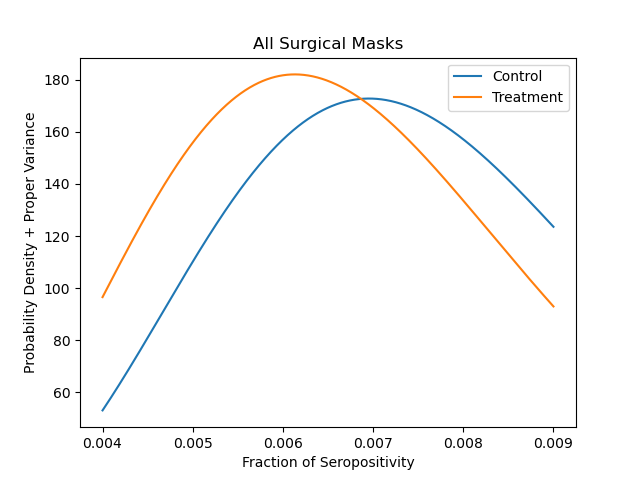 All Surgical Masks
Probability Density + Proper Variance
180
160
140
120
100
80
60
Control
Treatment
0.004 0.005 0.006 0.007 0.008 0.009
Fraction of Seropositivity